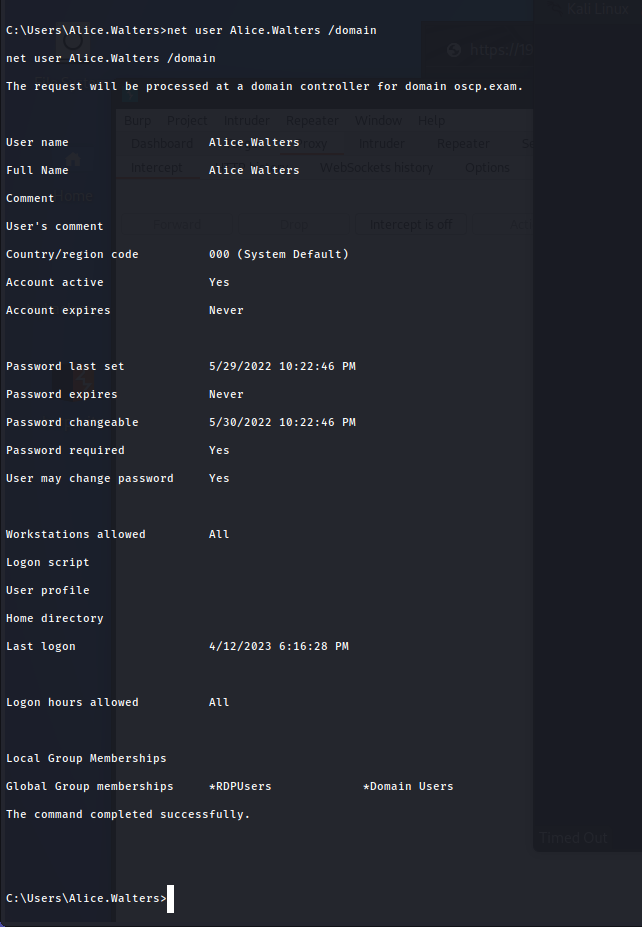 Kali Linux
C:\Users\Alice.Walters>net user Alice.Walters /domain
https://19
net user Alice.Walters /domain
The request will be processed at a domain controller for domain oscp.exam.
Burp Project Intruder Repeater Window Help
User name Alice.Walters
Dashboard Intruder Repeater
Full Name Alice Walters
Intercept WebSockets history Options
Home
Comment
User's comment
Forward Drop Intercept is off
Country/region code 000 (System Default)
Account active Yes
Account expires Never
Password last set 5/29/2022 10:22:46 PM
Password expires Never
Password changeable 5/30/2022 10:22:46 PM
Password required Yes
User may change password Yes
Workstations allowed All
Logon script
User profile
Home directory
Last logon 4/12/2023 6:16:28 PM
Logon hours allowed All
Local Group Memberships
Global Group memberships *RDPUsers *Domain Users
The command completed successfully.
Timed Out
C:\Users\Alice.Walters>